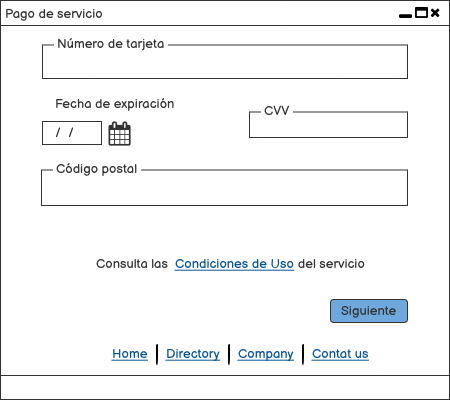 Pago de servicio
Número de tarjeta
Fecha de expiración
CVV
/ /
Código postal
Consulta las Condiciones de Uso del servicio
Siguiente
Home | Directory | Company | Contat us